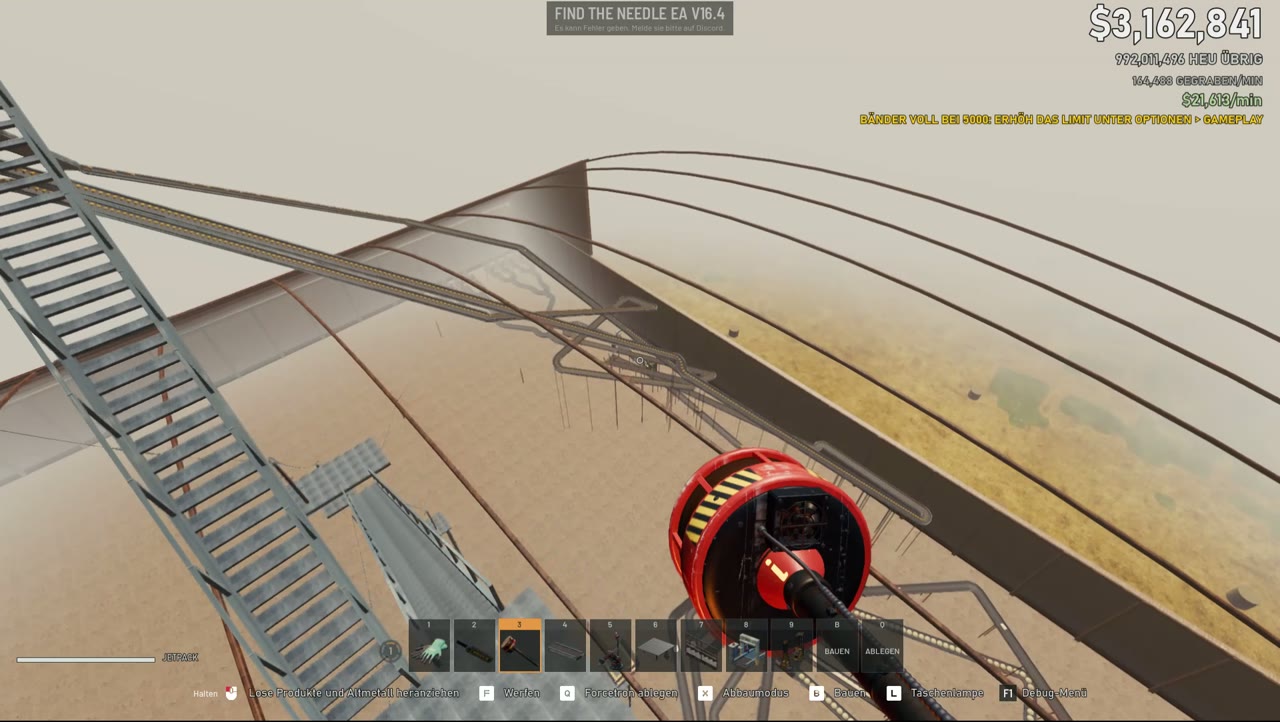 FIND THE NEEDLE EA V16.4
Es kann Fehler geben. Melde sie bitte auf Discord.
$3,162,841
992,011,496 HEU ÜBRIG
164,488 GEGRABEN/MIN
$21,613/min
BÄNDER VOLL BEI 5000: ERHÖH DAS LIMIT UNTER OPTIONEN > GAMEPLAY
1 2 3 4 5 6 7 8 9 B 0
BAUEN ABLEGEN
1
JETPACK
Halten Lose Produkte und Altmetall heranziehen F Werfen Q Forcetron ablegen X Abbaumodus B Bauen L Taschenlampe F1 Debug-Menü